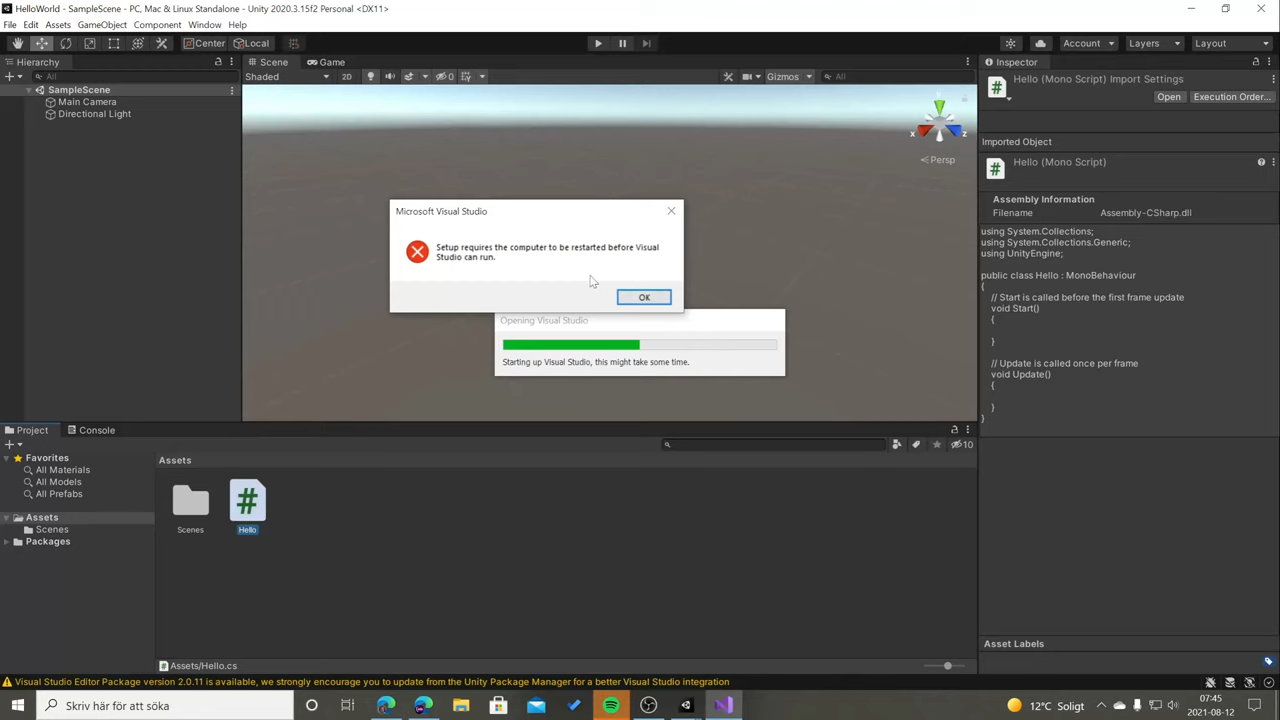 HelloWorld - SampleScene - PC, Mac & Linux Standalone - Unity 2020.3.15f2 Personal <DX11>
File Edit Assets GameObject Component Window Help
Center Local Account Layers Layout
Hierarchy
All
SampleScene
Main Camera
Directional Light
Scene Game
Shaded 2D 0 Gizmos All
x z
Persp
Microsoft Visual Studio
Setup requires the computer to be restarted before Visual
Studio can run.
OK
Opening Visual Studio
Starting up Visual Studio, this might take some time.
Inspector
Hello (Mono Script) Import Settings
Open Execution Order...
Imported Object
Hello (Mono Script)
Assembly Information
Filename Assembly-CSharp.dll
using System.Collections;
using System.Collections.Generic;
using UnityEngine;
public class Hello : MonoBehaviour
{
// Start is called before the first frame update
void Start()
{
}
// Update is called once per frame
void Update()
{
}
}
Asset Labels
Project Console
10
Favorites
All Materials
All Models
All Prefabs
Assets
Scenes
Packages
Assets
Scenes
Hello
Assets/Hello.cs
Visual Studio Editor Package version 2.0.11 is available, we strongly encourage you to update from the Unity Package Manager for a better Visual Studio integration
Skriv här för att söka
12°C Soligt
07:45
2021-08-12